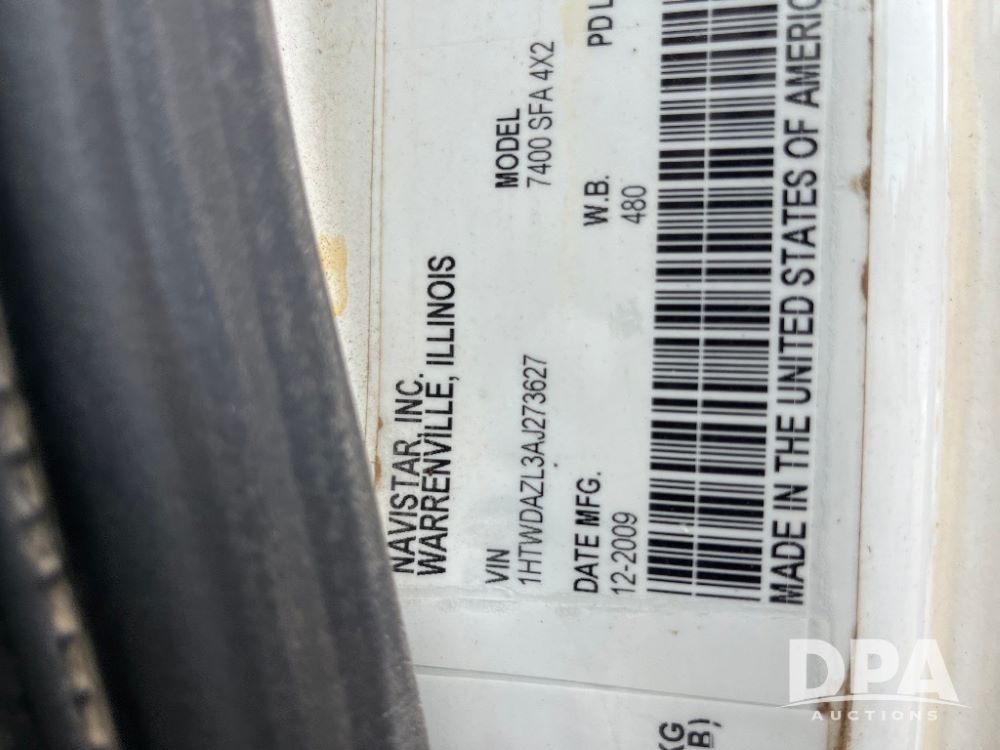 NAVISTAR, INC.
WARRENVILLE, ILLINOIS
VIN
1HTWDAZL3AJ273627
MODEL
7400 SFA 4X2
DATE MFG.
12-2009
W.B.
480
MADE IN THE UNITED STATES OF
DPA
AUCTIONS